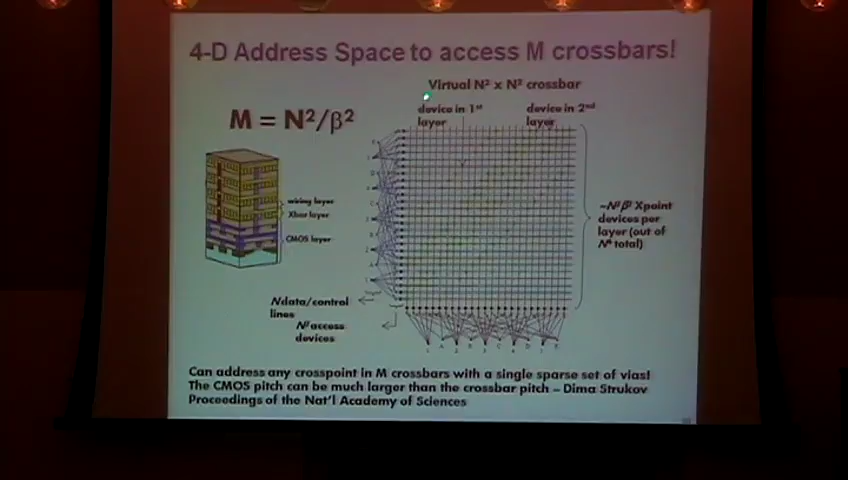 4-D Address Space to access M crossbars!
Virtual N² x N² crossbar
device in 1st
layer
device in 2nd
layer
M = N²/β²
wiring layer
Xbar layer
CMOS layer
~N²β² Xpoint
devices per
layer (out of
N⁴ total)
N data/control
lines
N² access
devices
Can address any crosspoint in M crossbars with a single sparse set of vias!
The CMOS pitch can be much larger than the crossbar pitch – Dima Strukov
Proceedings of the Nat'l Academy of Sciences